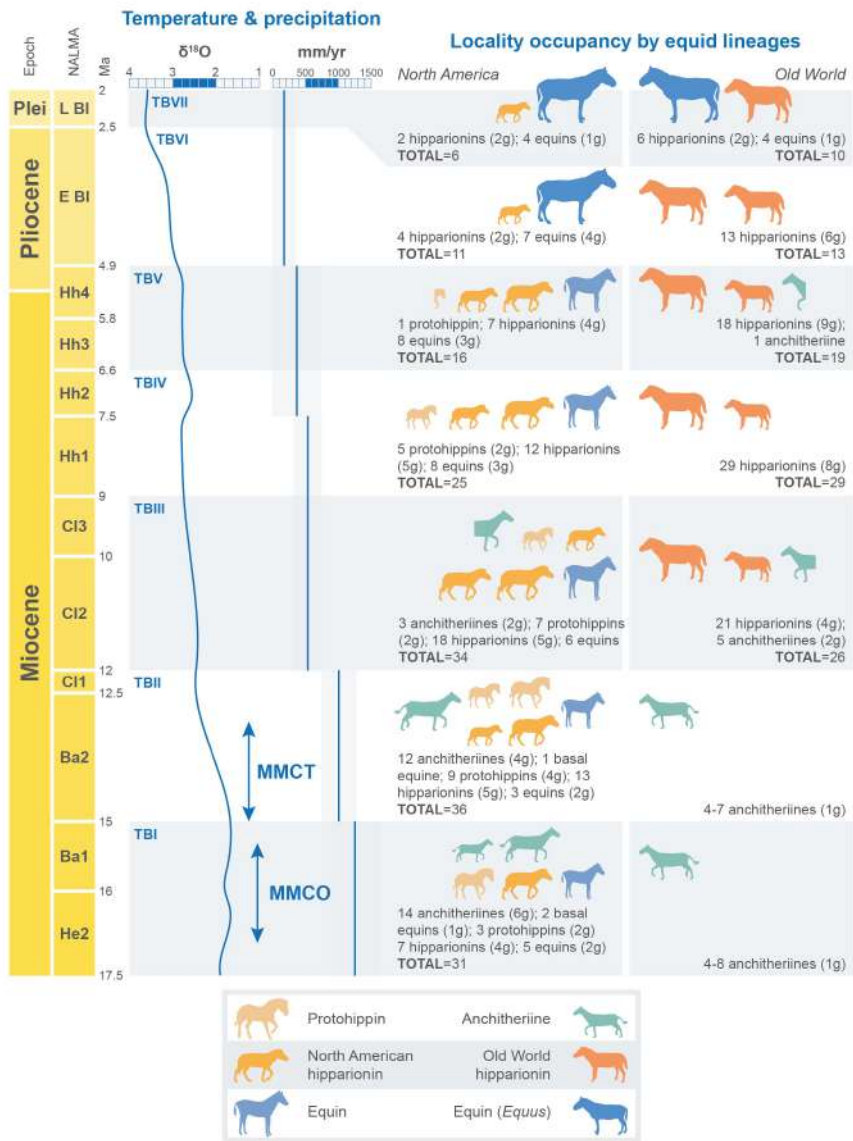 Temperature & precipitation
Epoch
NALMA
Ma
δ¹⁸O
mm/yr
4 3 2 1
0 500 1000 1500
Locality occupancy by equid lineages
North America
Old World
2
Plei
L BI
TBVII
2 hipparionins (2g); 4 equins (1g)
TOTAL=6
6 hipparionins (2g); 4 equins (1g)
TOTAL=10
2.5
TBVI
Pliocene
E BI
4 hipparionins (2g); 7 equins (4g)
TOTAL=11
13 hipparionins (6g)
TOTAL=13
4.9
TBV
Hh4
1 protohippin; 7 hipparionins (4g)
8 equins (3g)
TOTAL=16
18 hipparionins (9g);
1 anchitheriine
TOTAL=19
5.8
Hh3
6.6
TBIV
Hh2
7.5
Hh1
5 protohippins (2g); 12 hipparionins
(5g); 8 equins (3g)
TOTAL=25
29 hipparionins (8g)
TOTAL=29
9
TBIII
Cl3
10
Cl2
3 anchitheriines (2g); 7 protohippins
(2g); 18 hipparionins (5g); 6 equins
TOTAL=34
21 hipparionins (4g);
5 anchitheriines (2g)
TOTAL=26
Miocene
12
Cl1
TBII
12.5
Ba2
MMCT
12 anchitheriines (4g); 1 basal
equine; 9 protohippins (4g); 13
hipparionins (5g); 3 equins (2g)
TOTAL=36
4-7 anchitheriines (1g)
15
TBI
Ba1
16
MMCO
He2
14 anchitheriines (6g); 2 basal
equins (1g); 3 protohippins (2g)
7 hipparionins (4g); 5 equins (2g)
TOTAL=31
4-8 anchitheriines (1g)
17.5
Protohippin
Anchitheriine
North American
hipparionin
Old World
hipparionin
Equin
Equin (Equus)